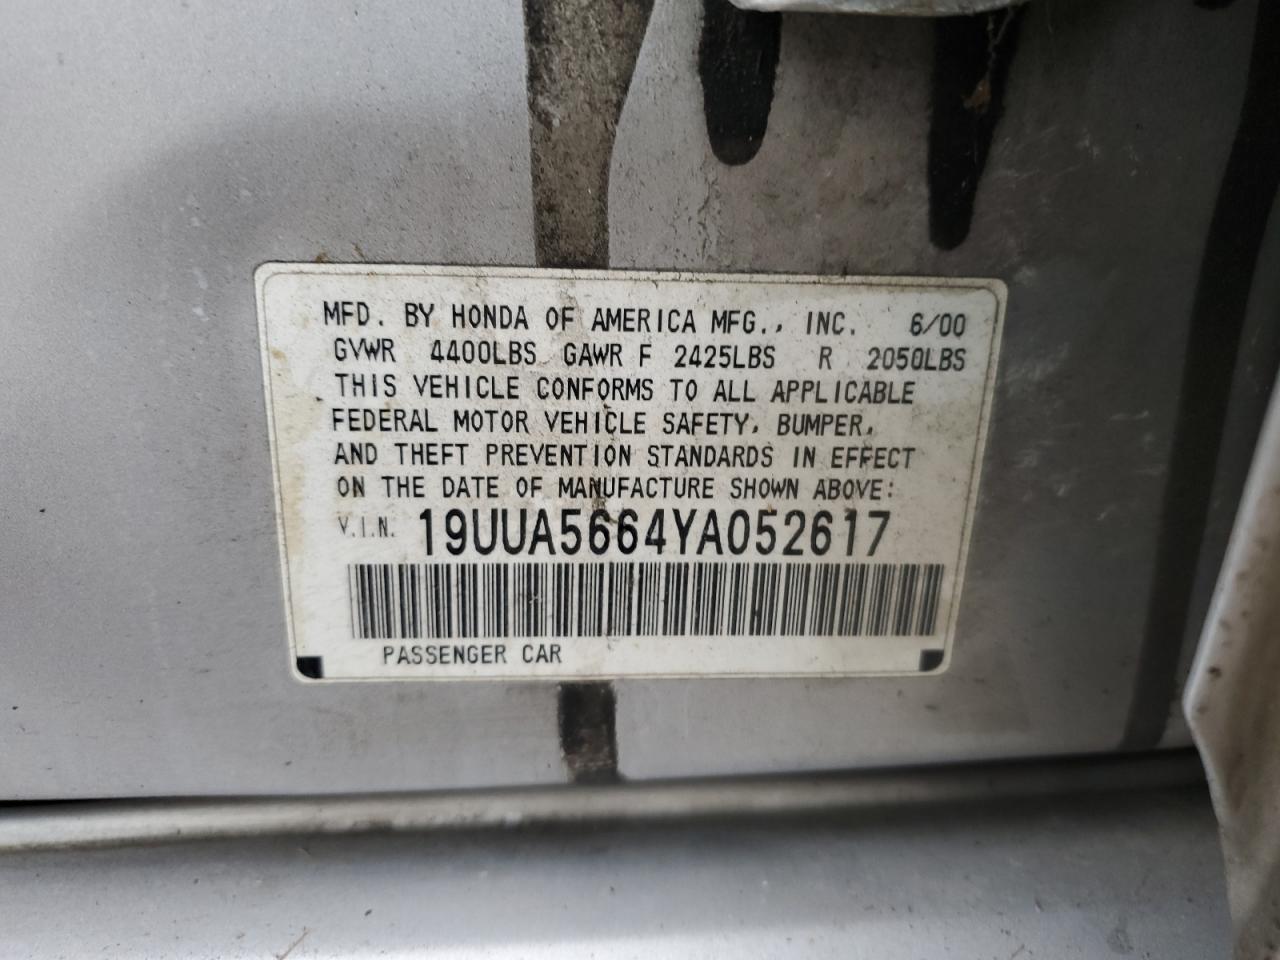 MFD. BY HONDA OF AMERICA MFG., INC. 6/00
GVWR 4400LBS GAWR F 2425LBS R 2050LBS
THIS VEHICLE CONFORMS TO ALL APPLICABLE
FEDERAL MOTOR VEHICLE SAFETY, BUMPER,
AND THEFT PREVENTION STANDARDS IN EFFECT
ON THE DATE OF MANUFACTURE SHOWN ABOVE:
V.I.N. 19UUA5664YA052617
PASSENGER CAR